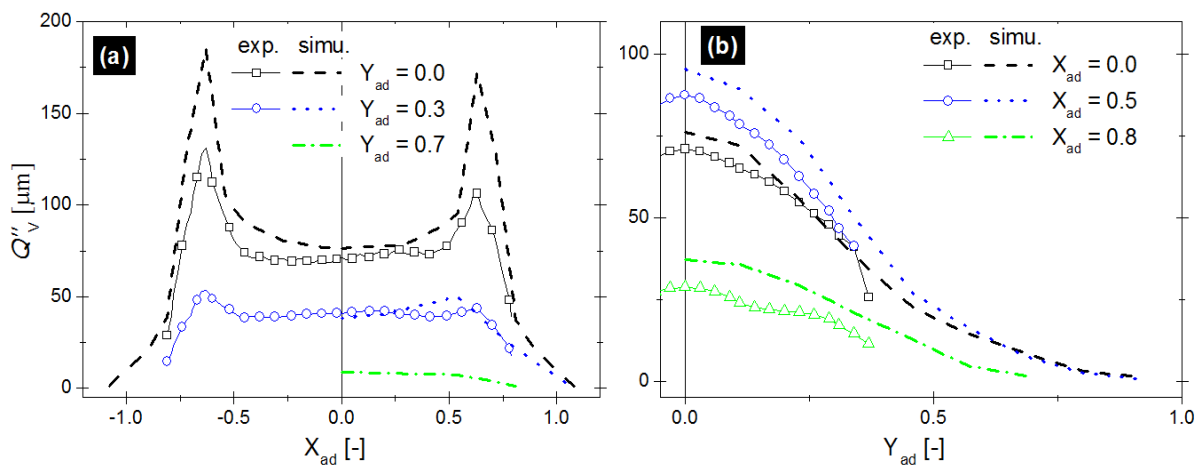 (a)
exp. simu.
Y_ad = 0.0
Y_ad = 0.3
Y_ad = 0.7
200
150
100
50
0
Q''_V [µm]
-1.0 -0.5 0.0 0.5 1.0
X_ad [-]
(b)
exp. simu.
X_ad = 0.0
X_ad = 0.5
X_ad = 0.8
100
50
0
0.0 0.5 1.0
Y_ad [-]